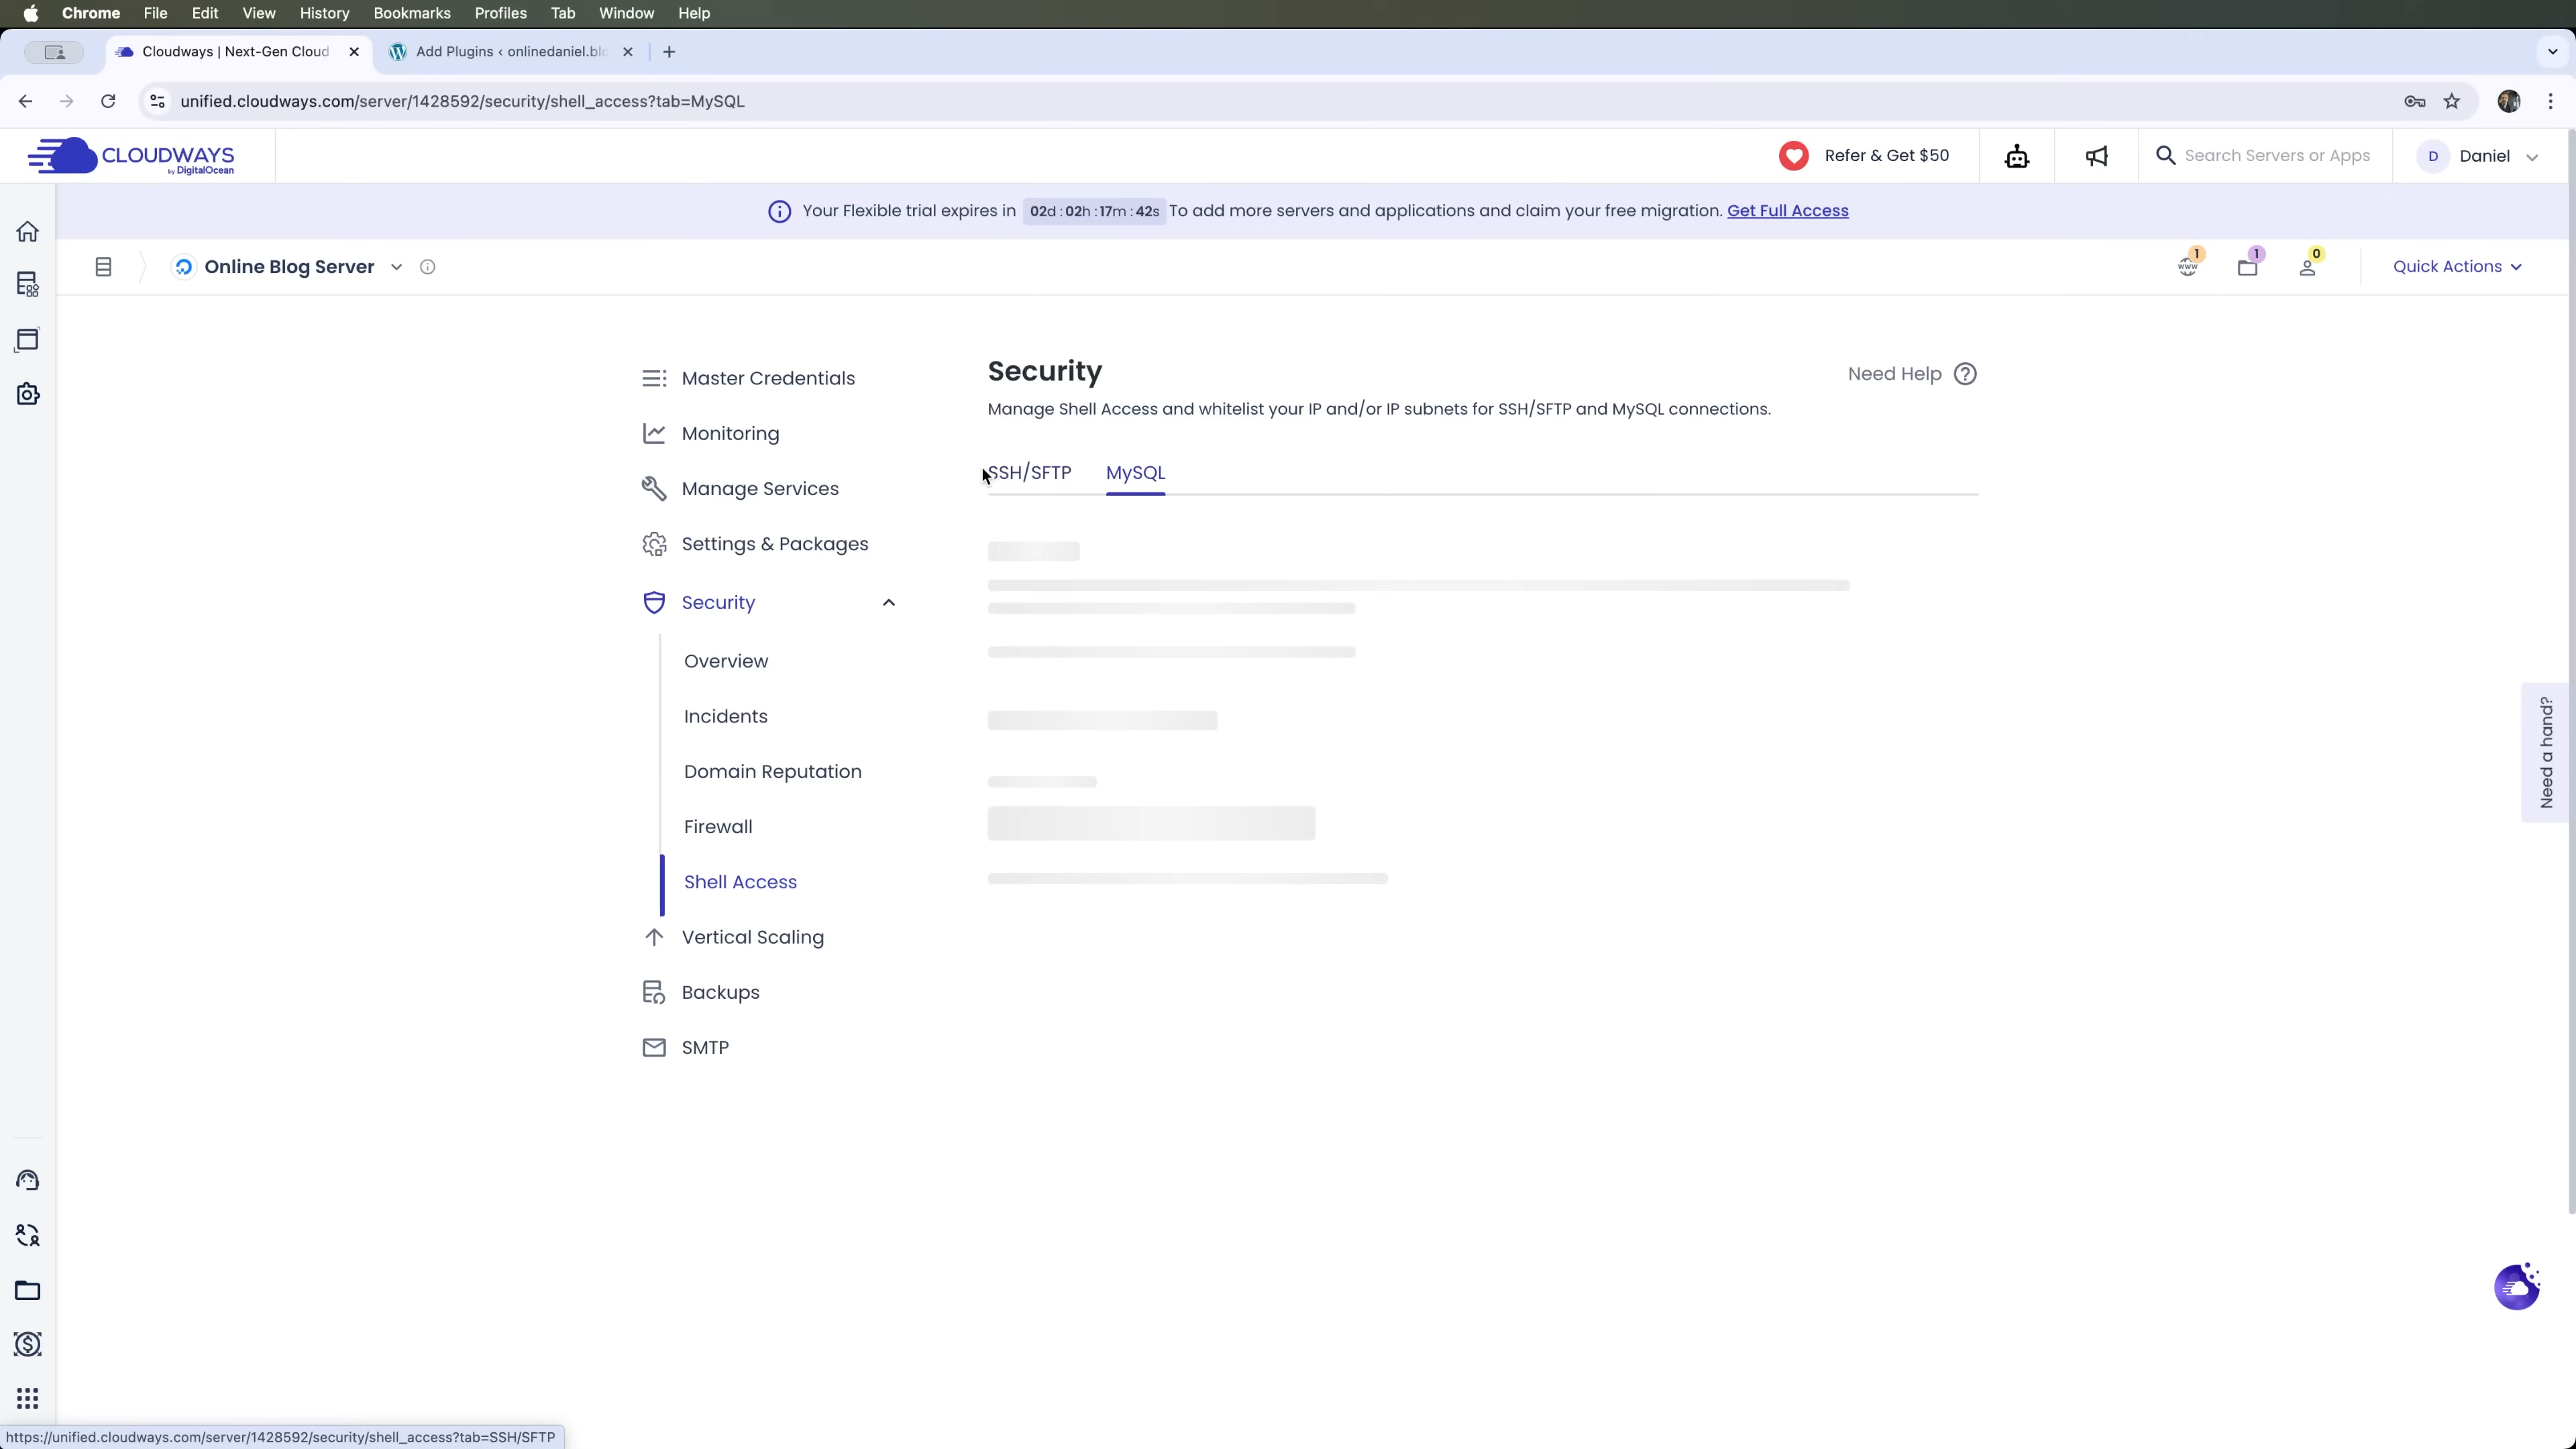 Chrome File Edit View History Bookmarks Profiles Tab Window Help
Cloudways | Next-Gen Cloud
Add Plugins ‹ onlinedaniel.blo
unified.cloudways.com/server/1428592/security/shell_access?tab=MySQL
CLOUDWAYS
by DigitalOcean
Refer & Get $50
Search Servers or Apps
D Daniel
Your Flexible trial expires in 02d : 02h : 17m : 42s To add more servers and applications and claim your free migration. Get Full Access
Online Blog Server
www 1
1
0
Quick Actions
Master Credentials
Monitoring
Manage Services
Settings & Packages
Security
Overview
Incidents
Domain Reputation
Firewall
Shell Access
Vertical Scaling
Backups
SMTP
Security
Need Help
Manage Shell Access and whitelist your IP and/or IP subnets for SSH/SFTP and MySQL connections.
SSH/SFTP MySQL
Need a hand?
https://unified.cloudways.com/server/1428592/security/shell_access?tab=SSH/SFTP